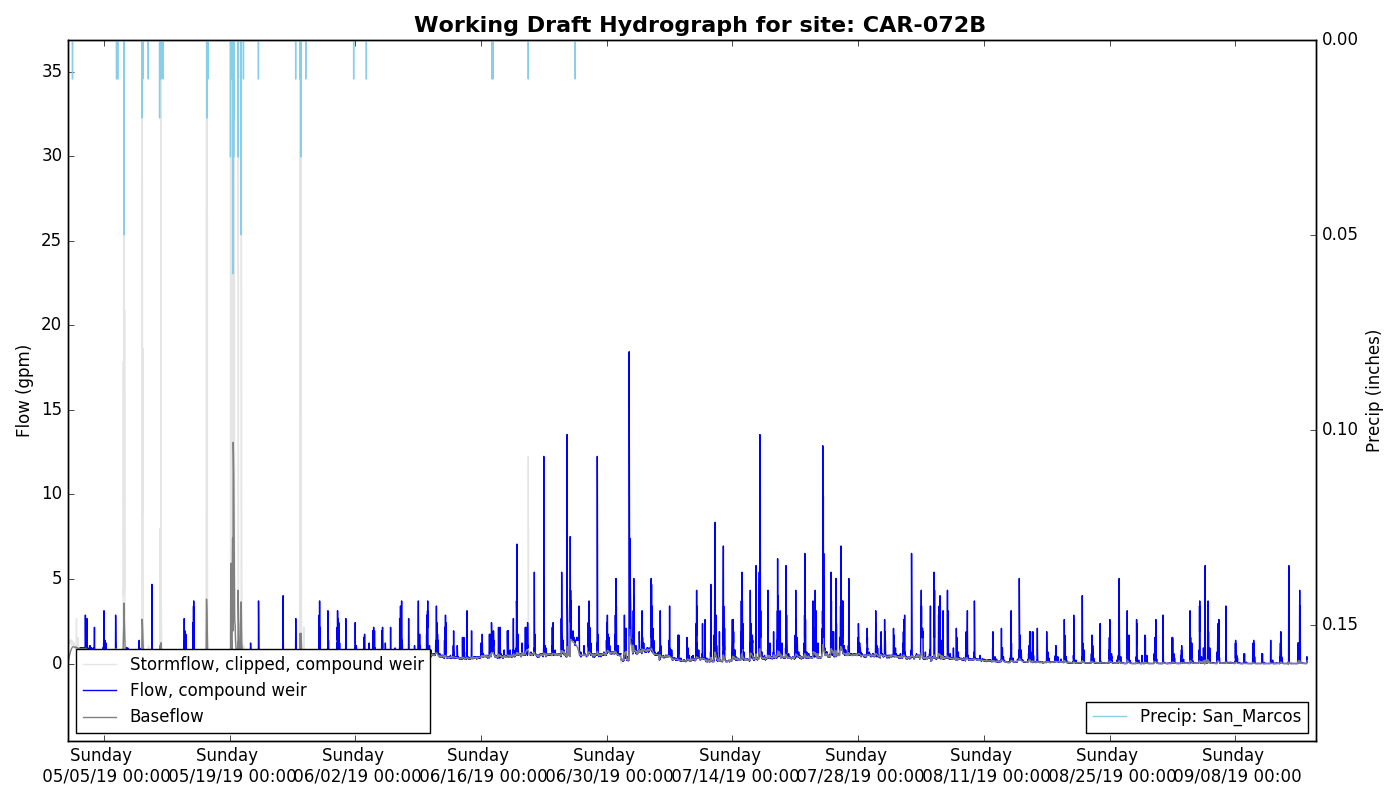 Working Draft Hydrograph for site: CAR-072B
35
30
25
20
15
10
5
0
Flow (gpm)
0.00
0.05
0.10
0.15
Precip (inches)
Stormflow, clipped, compound weir
Flow, compound weir
Baseflow
Precip: San_Marcos
Sunday
05/05/19 00:00
Sunday
05/19/19 00:00
Sunday
06/02/19 00:00
Sunday
06/16/19 00:00
Sunday
06/30/19 00:00
Sunday
07/14/19 00:00
Sunday
07/28/19 00:00
Sunday
08/11/19 00:00
Sunday
08/25/19 00:00
Sunday
09/08/19 00:00